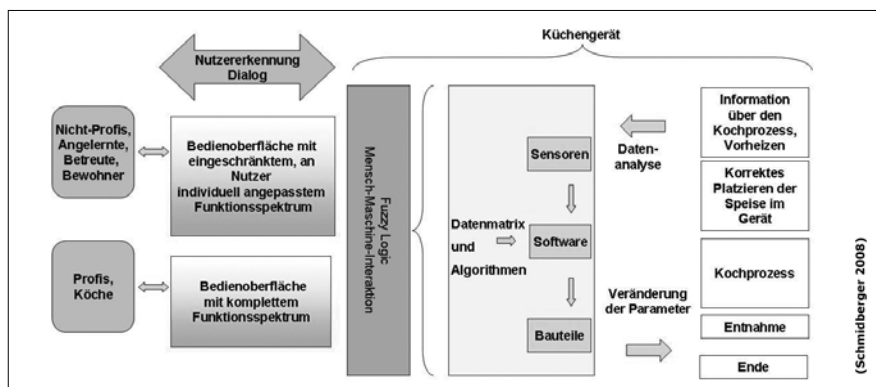 Küchengerät
Nutzererkennung
Dialog
Nicht-Profis,
Angelernte,
Betreute,
Bewohner
Bedienoberfläche mit
eingeschränktem, an
Nutzer
individuell angepasstem
Funktionsspektrum
Profis,
Köche
Bedienoberfläche
mit komplettem
Funktionsspektrum
Fuzzy Logic
Mensch-Maschine-Interaktion
Datenmatrix
und
Algorithmen
Sensoren
Software
Bauteile
Daten-
analyse
Veränderung
der Parameter
Information
über den
Kochprozess,
Vorheizen
Korrektes
Platzieren der
Speise im
Gerät
Kochprozess
Entnahme
Ende
(Schmidberger 2008)